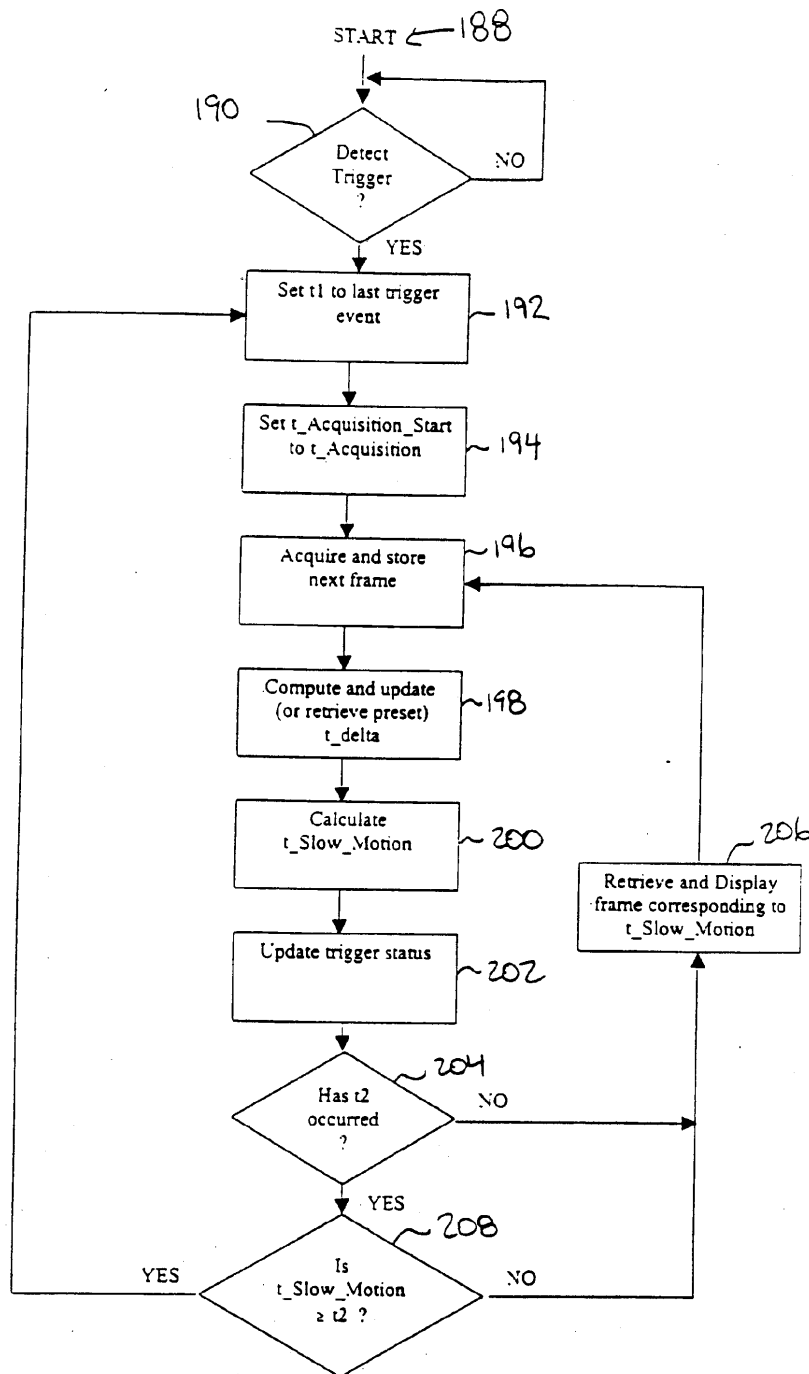 START 188
190
Detect
Trigger
?
NO
YES
Set t1 to last trigger
event
192
Set t_Acquisition_Start
to t_Acquisition
194
196
Acquire and store
next frame
Compute and update
(or retrieve preset)
t_delta
198
Calculate
t_Slow_Motion
200
206
Retrieve and Display
frame corresponding to
t_Slow_Motion
Update trigger status
202
204
Has t2
occurred
?
NO
YES
208
Is
t_Slow_Motion
≥ t2 ?
YES
NO